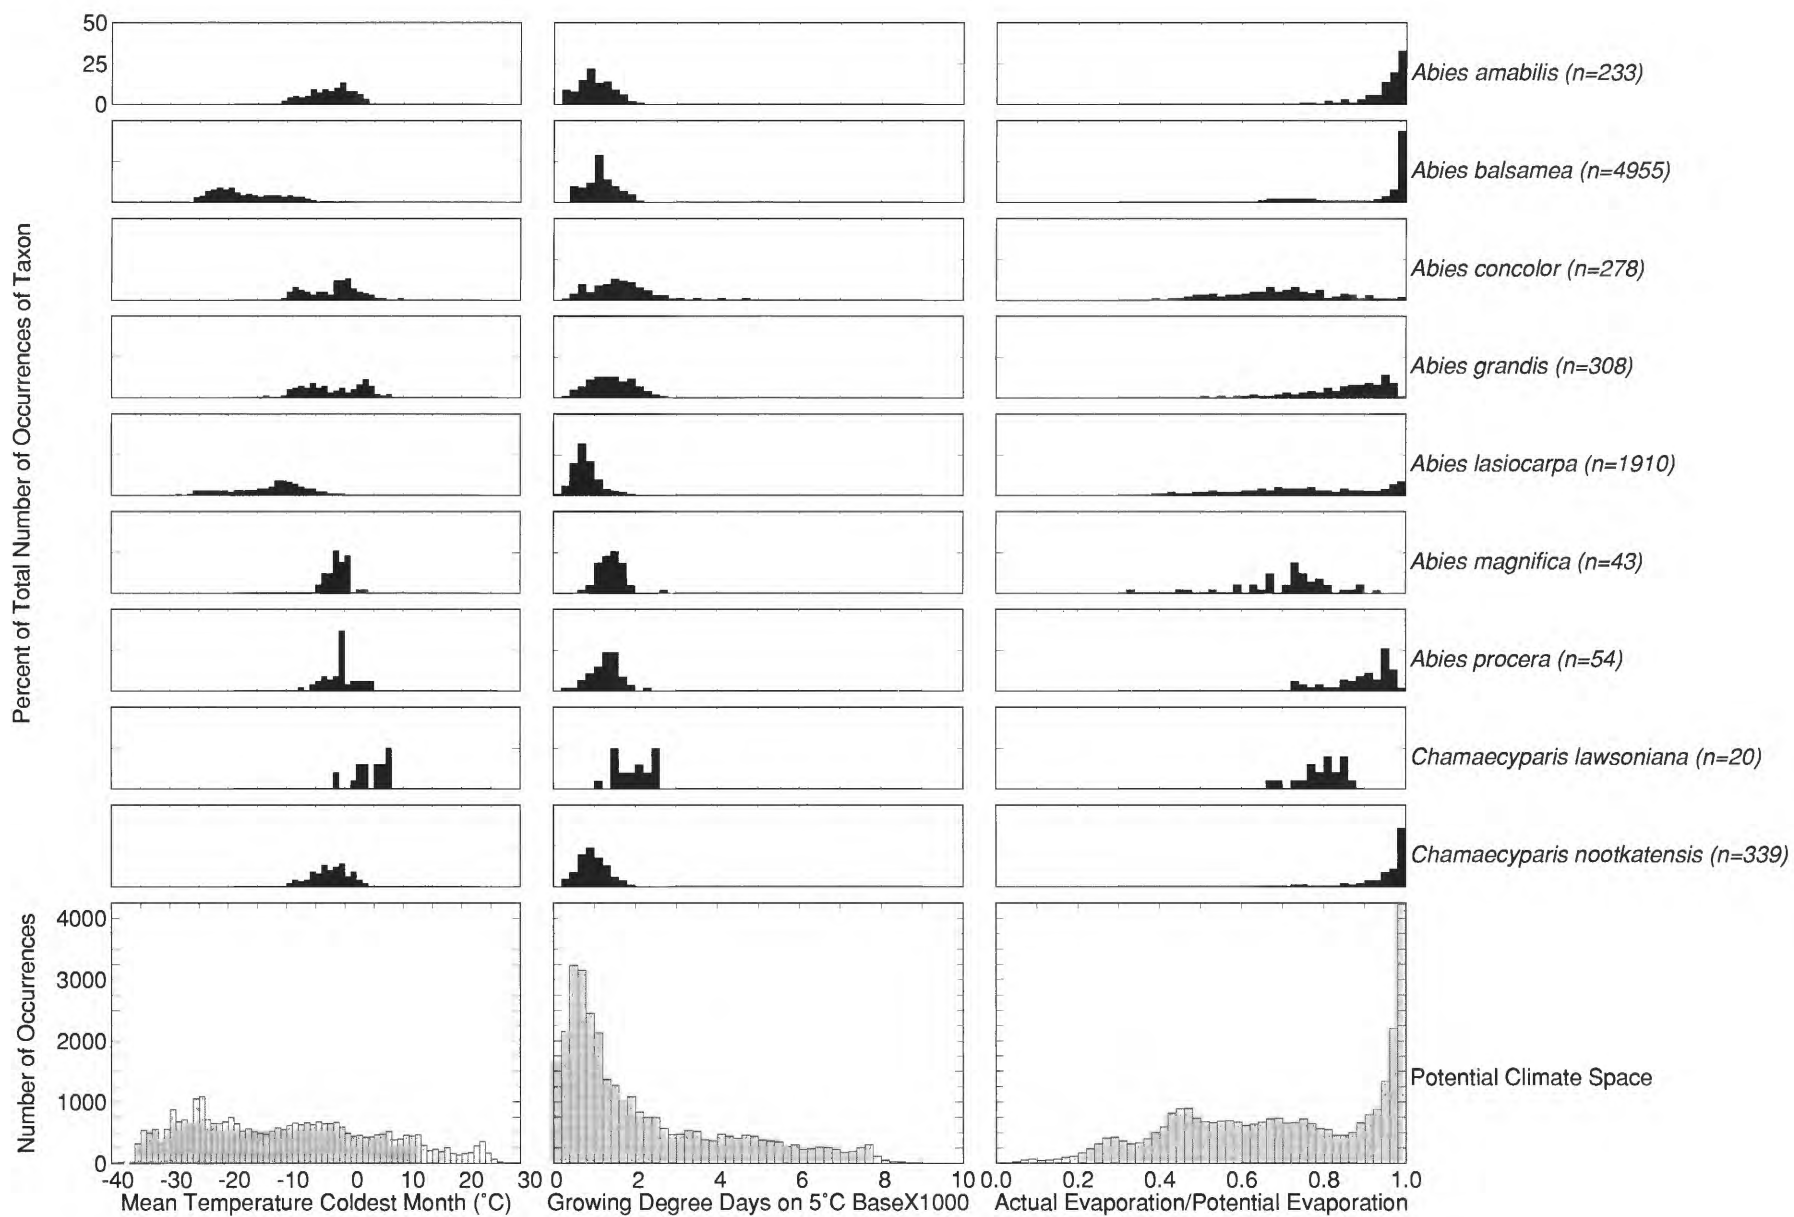 50
25
0
Abies amabilis (n=233)
Abies balsamea (n=4955)
Abies concolor (n=278)
Abies grandis (n=308)
Abies lasiocarpa (n=1910)
Abies magnifica (n=43)
Abies procera (n=54)
Chamaecyparis lawsoniana (n=20)
Chamaecyparis nootkatensis (n=339)
Percent of Total Number of Occurrences of Taxon
Number of Occurrences
4000
3000
2000
1000
0
Potential Climate Space
-40 -30 -20 -10 0 10 20 30
0 2 4 6 8 10
0.0 0.2 0.4 0.6 0.8 1.0
Mean Temperature Coldest Month (°C)
Growing Degree Days on 5°C BaseX1000
Actual Evaporation/Potential Evaporation